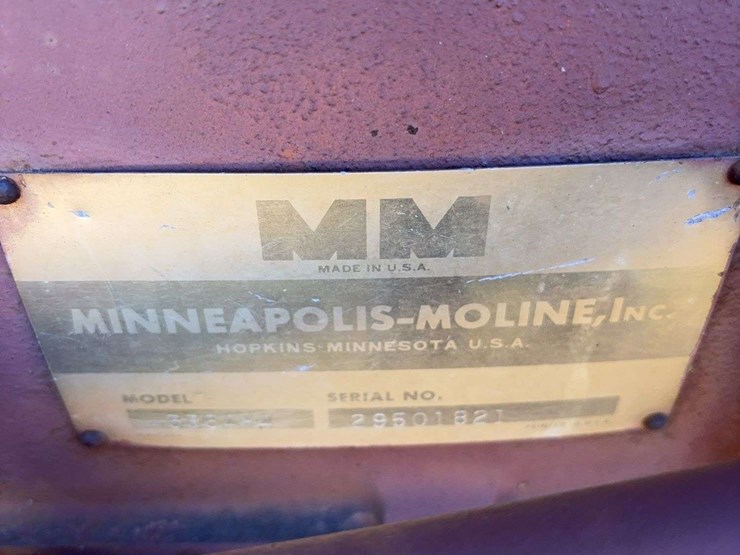 MM
MADE IN U.S.A.
MINNEAPOLIS-MOLINE, INC.
HOPKINS·MINNESOTA U.S.A.
MODEL
SERIAL NO.
29501821